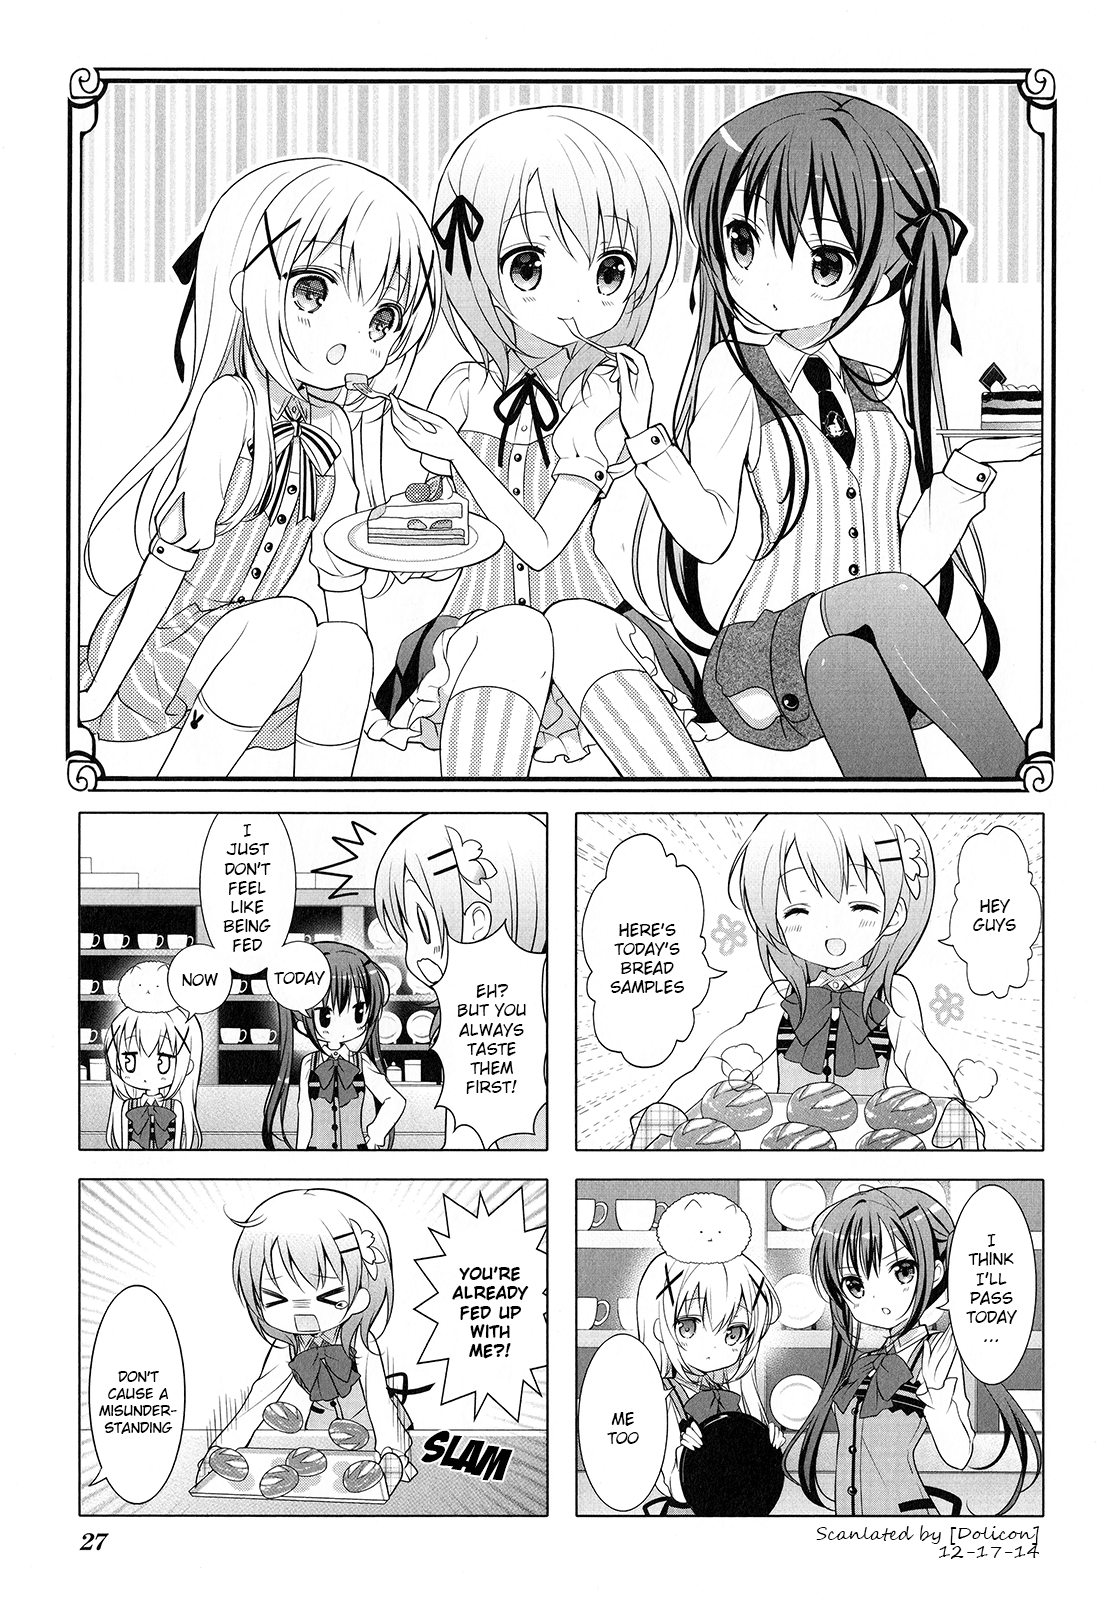 HEY
GUYS
HERE'S
TODAY'S
BREAD
SAMPLES
I
THINK
I'LL
PASS
TODAY
...
ME
TOO
EH?
BUT YOU
ALWAYS
TASTE
THEM
FIRST!
TODAY
I
JUST
DON'T
FEEL
LIKE
BEING
FED
NOW
YOU'RE
ALREADY
FED UP
WITH
ME?!
SLAM
DON'T
CAUSE A
MISUNDER-
STANDING
27
Scanlated by [Dolicon]
12-17-14